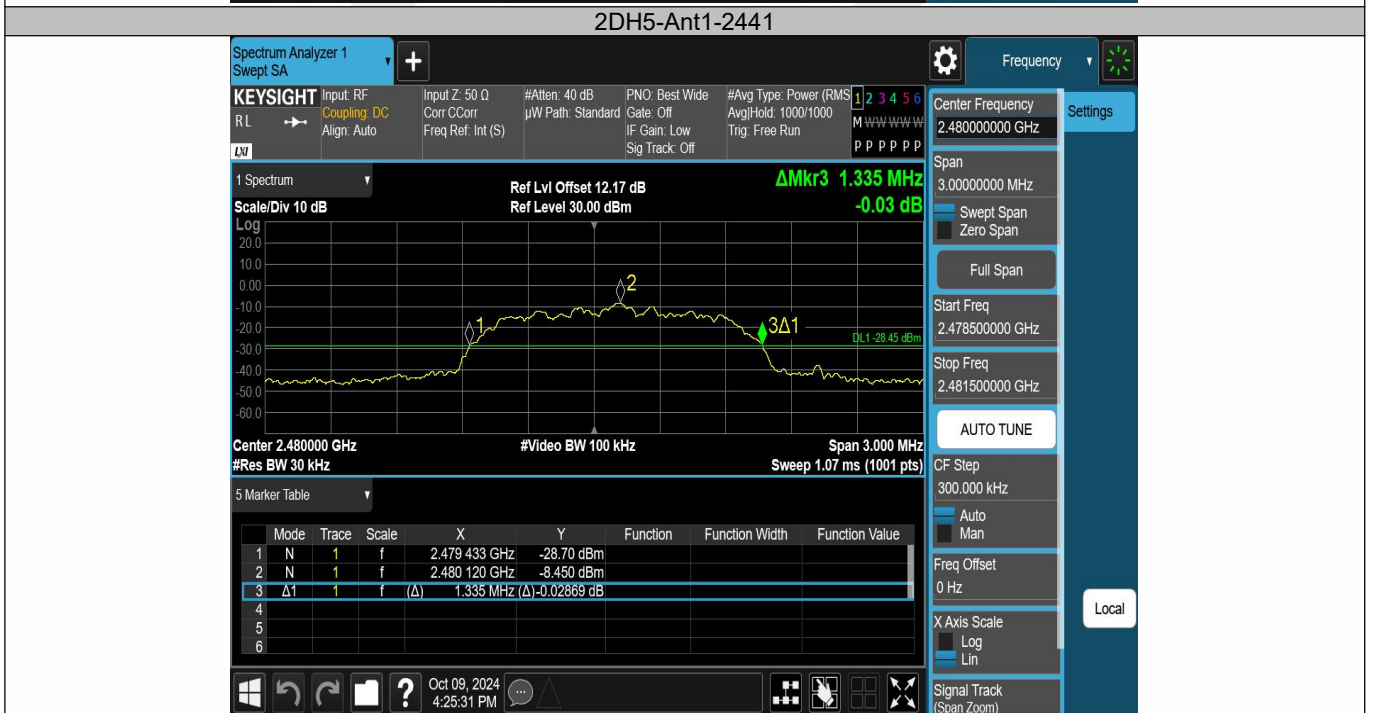 2DH5-Ant1-2441
Spectrum Analyzer 1
Swept SA
Frequency
KEYSIGHT
RL
LXI
Input: RF
Coupling: DC
Align: Auto
Input Z: 50 Ω
Corr CCorr
Freq Ref: Int (S)
#Atten: 40 dB
µW Path: Standard
PNO: Best Wide
Gate: Off
IF Gain: Low
Sig Track: Off
#Avg Type: Power (RMS
Avg|Hold: 1000/1000
Trig: Free Run
1 2 3 4 5 6
M W W W W W
P P P P P P
1 Spectrum
Scale/Div 10 dB
Ref Lvl Offset 12.17 dB
Ref Level 30.00 dBm
ΔMkr3 1.335 MHz
-0.03 dB
Log
20.0
10.0
0.00
-10.0
-20.0
-30.0
-40.0
-50.0
-60.0
1
2
3Δ1
DL1 -28.45 dBm
Center 2.480000 GHz
#Video BW 100 kHz
Span 3.000 MHz
#Res BW 30 kHz
Sweep 1.07 ms (1001 pts)
5 Marker Table
Mode Trace Scale X Y Function Function Width Function Value
1 N 1 f 2.479 433 GHz -28.70 dBm
2 N 1 f 2.480 120 GHz -8.450 dBm
3 Δ1 1 f (Δ) 1.335 MHz (Δ) -0.02869 dB
4
5
6
Oct 09, 2024
4:25:31 PM
Center Frequency
2.480000000 GHz
Span
3.00000000 MHz
Swept Span
Zero Span
Full Span
Start Freq
2.478500000 GHz
Stop Freq
2.481500000 GHz
AUTO TUNE
CF Step
300.000 kHz
Auto
Man
Freq Offset
0 Hz
X Axis Scale
Log
Lin
Signal Track
(Span Zoom)
Settings
Local